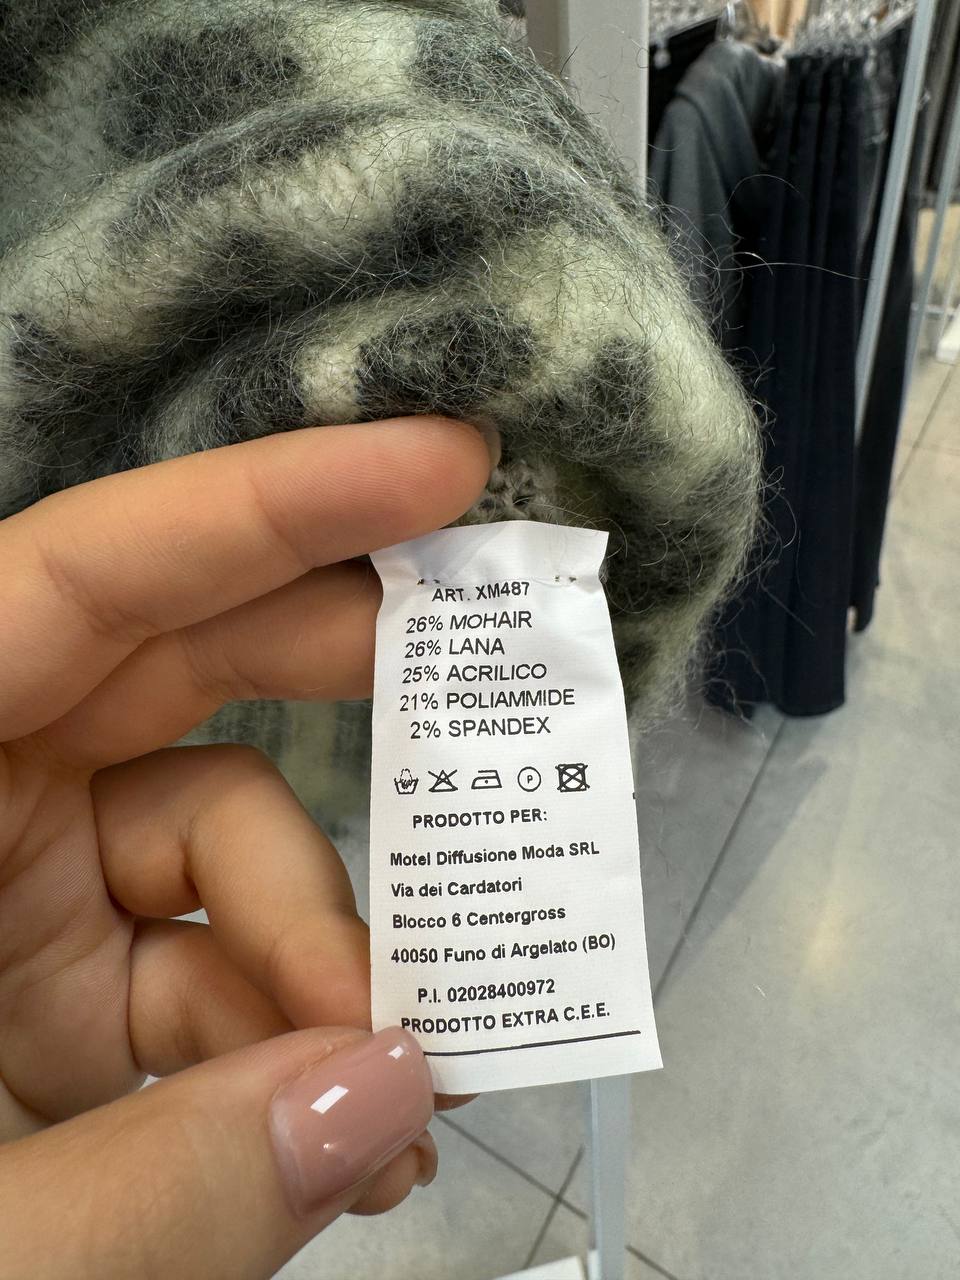 ART. XM487
26% MOHAIR
26% LANA
25% ACRILICO
21% POLIAMMIDE
2% SPANDEX
P
PRODOTTO PER:
Motel Diffusione Moda SRL
Via dei Cardatori
Blocco 6 Centergross
40050 Funo di Argelato (BO)
P.I. 02028400972
PRODOTTO EXTRA C.E.E.